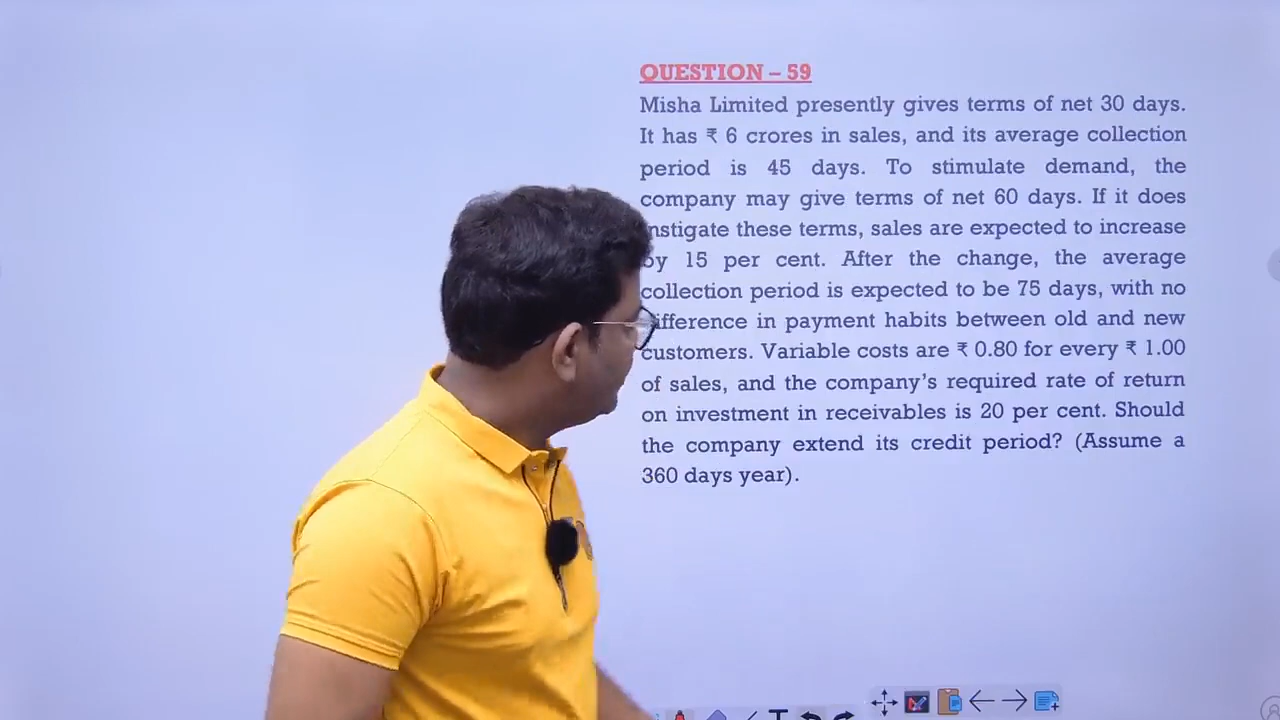 QUESTION – 59
Misha Limited presently gives terms of net 30 days.
It has ₹ 6 crores in sales, and its average collection
period is 45 days. To stimulate demand, the
company may give terms of net 60 days. If it does
nstigate these terms, sales are expected to increase
by 15 per cent. After the change, the average
collection period is expected to be 75 days, with no
ifference in payment habits between old and new
customers. Variable costs are ₹ 0.80 for every ₹ 1.00
of sales, and the company's required rate of return
on investment in receivables is 20 per cent. Should
the company extend its credit period? (Assume a
360 days year).